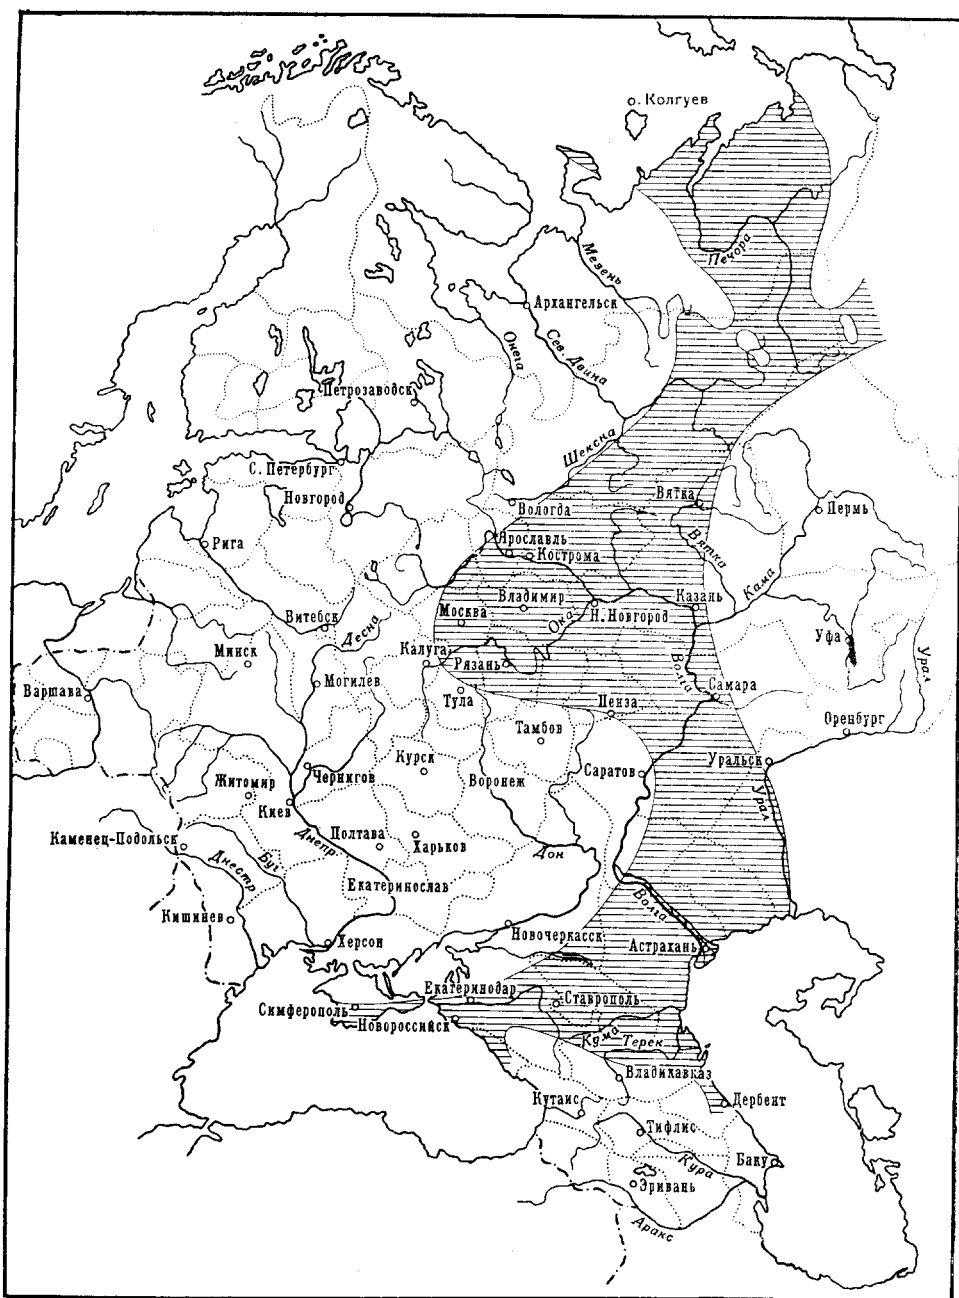 о. Колгуев
Печора
Мезень
Архангельск
Сев. Двина
Онега
Петрозаводск
Шексна
С. Петербург
Новгород
Вологда
Вятка
Пермь
Вятка
Кама
Рига
Ярославль
Кострома
Казань
Владимир
Москва
Ока
Н. Новгород
Витебск
Десна
Уфа
Минск
Калуга
Рязань
Волга
Урал
Варшава
Могилев
Тула
Самара
Пенза
Оренбург
Тамбов
Курск
Воронеж
Саратов
Уральск
Урал
Чернигов
Житомир
Киев
Днепр
Полтава
Харьков
Каменец-Подольск
Буг
Днестр
Дон
Екатеринослав
Волга
Кишинев
Херсон
Новочеркасск
Астрахань
Екатеринодар
Ставрополь
Симферополь
Новороссийск
Кума
Терек
Владикавказ
Кутаис
Дербент
Тифлис
Кура
Баку
Эривань
Аракс